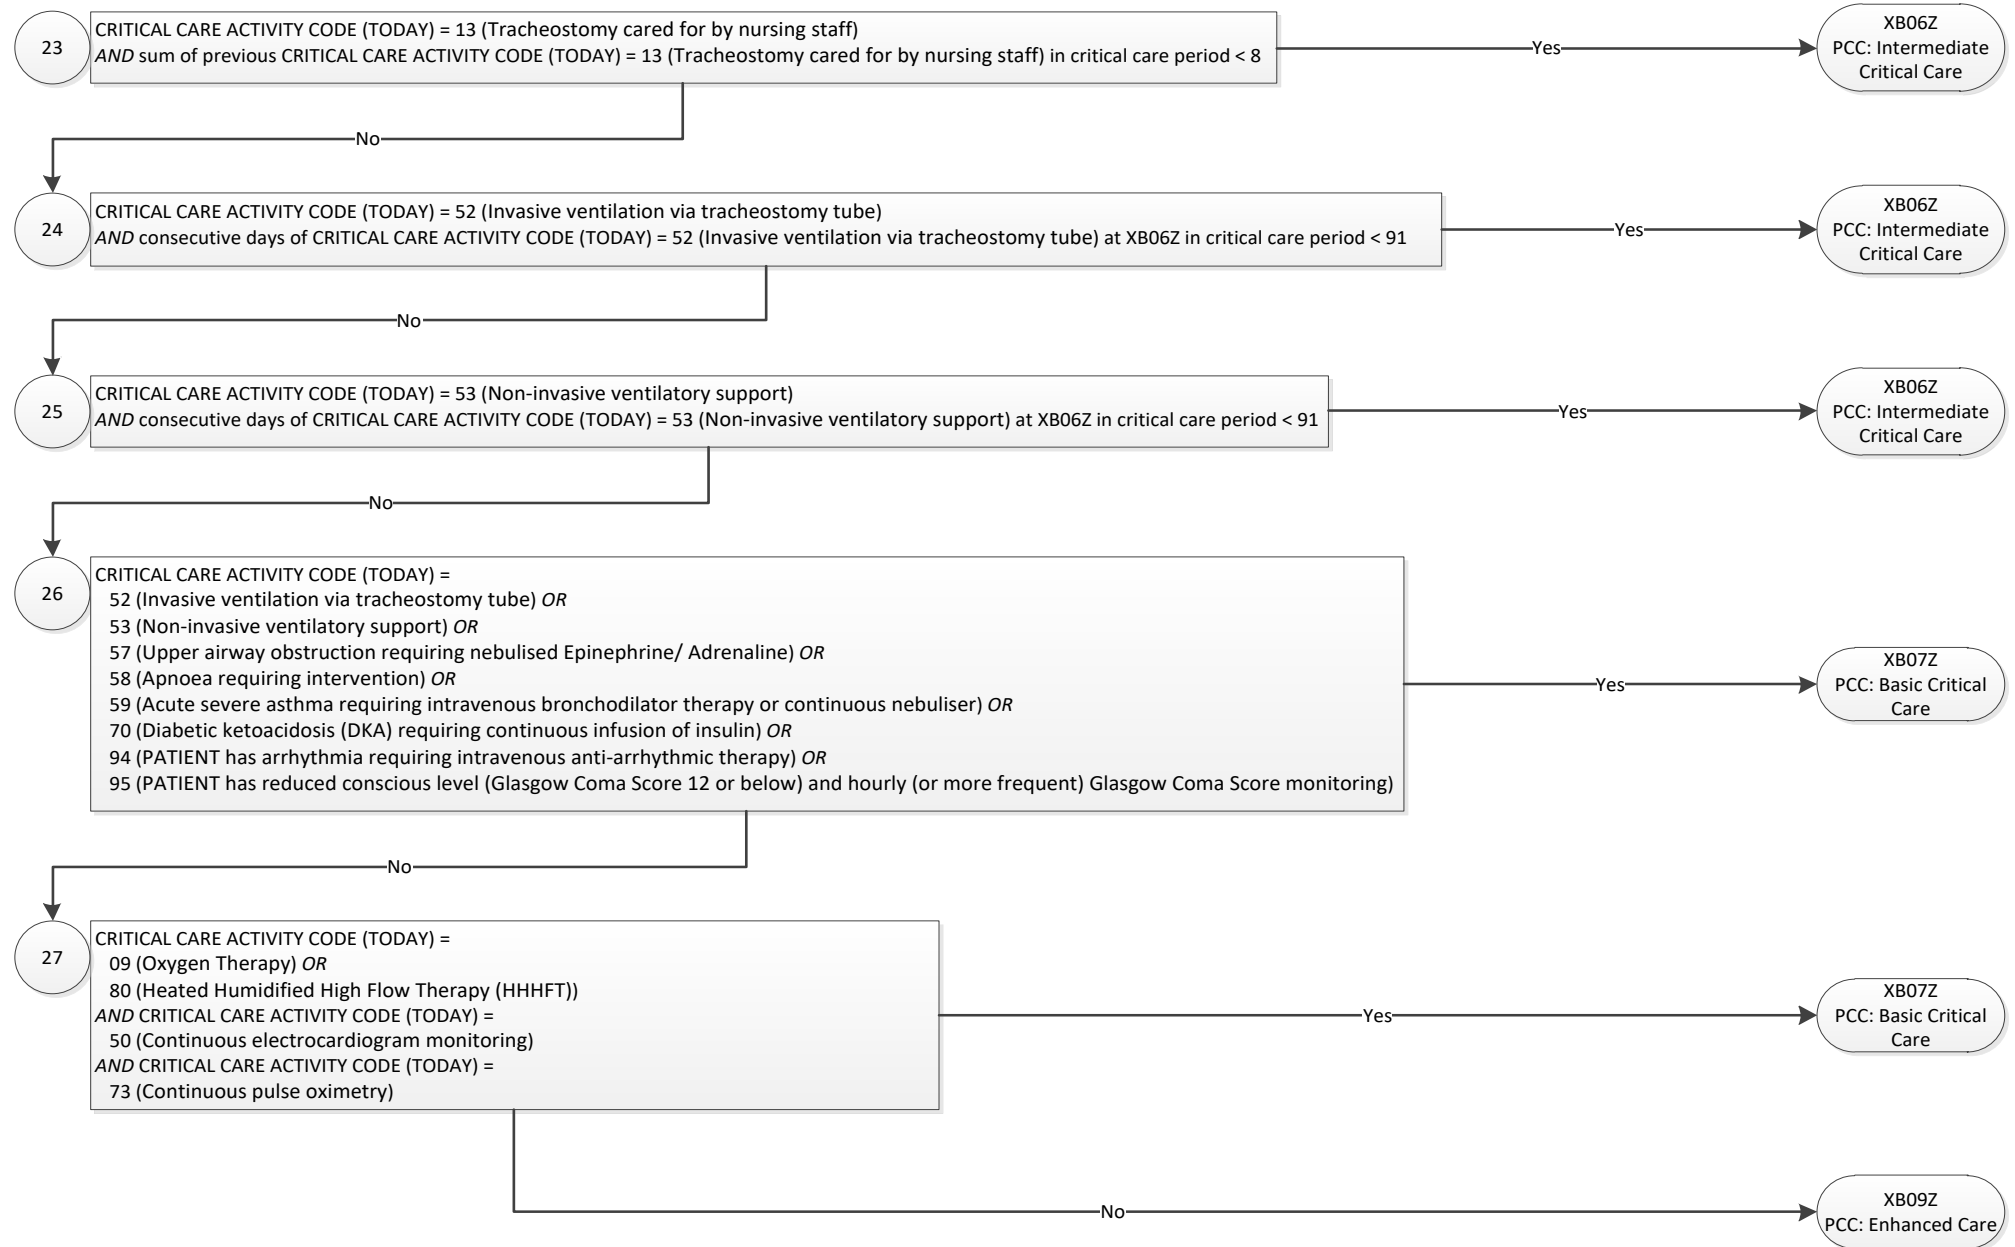 23
CRITICAL CARE ACTIVITY CODE (TODAY) = 13 (Tracheostomy cared for by nursing staff)
AND sum of previous CRITICAL CARE ACTIVITY CODE (TODAY) = 13 (Tracheostomy cared for by nursing staff) in critical care period < 8
Yes
XB06Z
PCC: Intermediate
Critical Care
No
24
CRITICAL CARE ACTIVITY CODE (TODAY) = 52 (Invasive ventilation via tracheostomy tube)
AND consecutive days of CRITICAL CARE ACTIVITY CODE (TODAY) = 52 (Invasive ventilation via tracheostomy tube) at XB06Z in critical care period < 91
Yes
XB06Z
PCC: Intermediate
Critical Care
No
25
CRITICAL CARE ACTIVITY CODE (TODAY) = 53 (Non-invasive ventilatory support)
AND consecutive days of CRITICAL CARE ACTIVITY CODE (TODAY) = 53 (Non-invasive ventilatory support) at XB06Z in critical care period < 91
Yes
XB06Z
PCC: Intermediate
Critical Care
No
26
CRITICAL CARE ACTIVITY CODE (TODAY) =
52 (Invasive ventilation via tracheostomy tube) OR
53 (Non-invasive ventilatory support) OR
57 (Upper airway obstruction requiring nebulised Epinephrine/ Adrenaline) OR
58 (Apnoea requiring intervention) OR
59 (Acute severe asthma requiring intravenous bronchodilator therapy or continuous nebuliser) OR
70 (Diabetic ketoacidosis (DKA) requiring continuous infusion of insulin) OR
94 (PATIENT has arrhythmia requiring intravenous anti-arrhythmic therapy) OR
95 (PATIENT has reduced conscious level (Glasgow Coma Score 12 or below) and hourly (or more frequent) Glasgow Coma Score monitoring)
Yes
XB07Z
PCC: Basic Critical
Care
No
27
CRITICAL CARE ACTIVITY CODE (TODAY) =
09 (Oxygen Therapy) OR
80 (Heated Humidified High Flow Therapy (HHHFT))
AND CRITICAL CARE ACTIVITY CODE (TODAY) =
50 (Continuous electrocardiogram monitoring)
AND CRITICAL CARE ACTIVITY CODE (TODAY) =
73 (Continuous pulse oximetry)
Yes
XB07Z
PCC: Basic Critical
Care
No
XB09Z
PCC: Enhanced Care